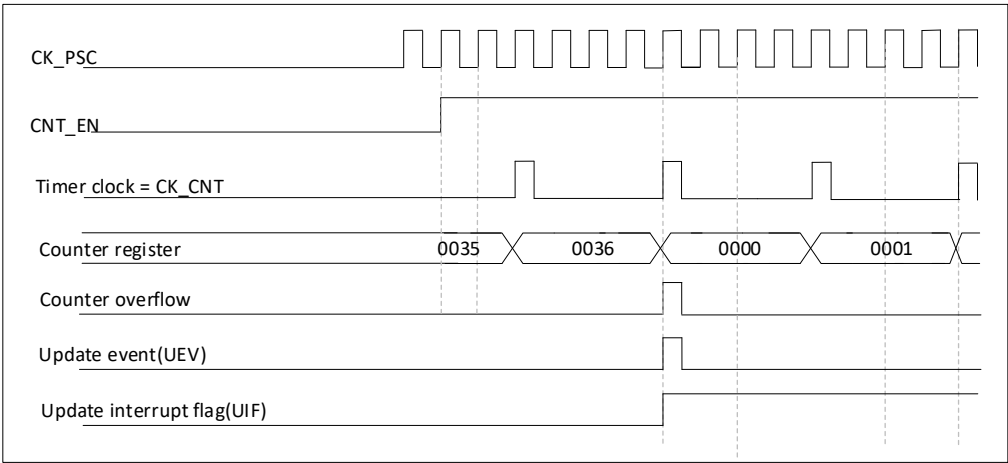 CK_PSC
CNT_EN
Timer clock = CK_CNT
Counter register 0035 0036 0000 0001
Counter overflow
Update event(UEV)
Update interrupt flag(UIF)